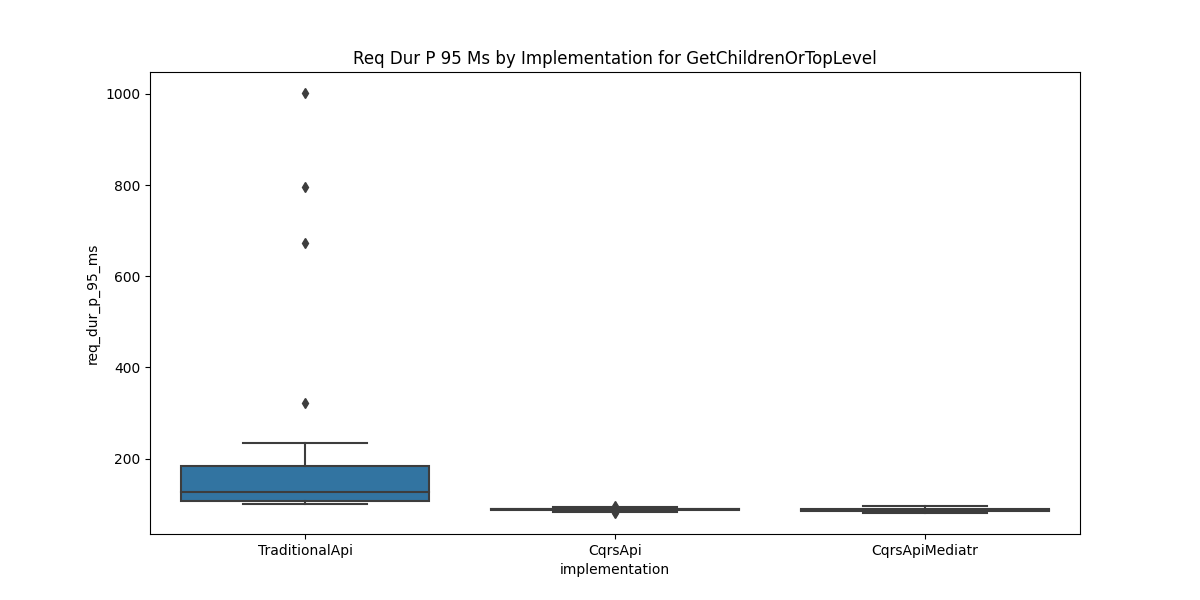 Req Dur P 95 Ms by Implementation for GetChildrenOrTopLevel
1000
800
600
400
200
req_dur_p_95_ms
TraditionalApi
CqrsApi
CqrsApiMediatr
implementation